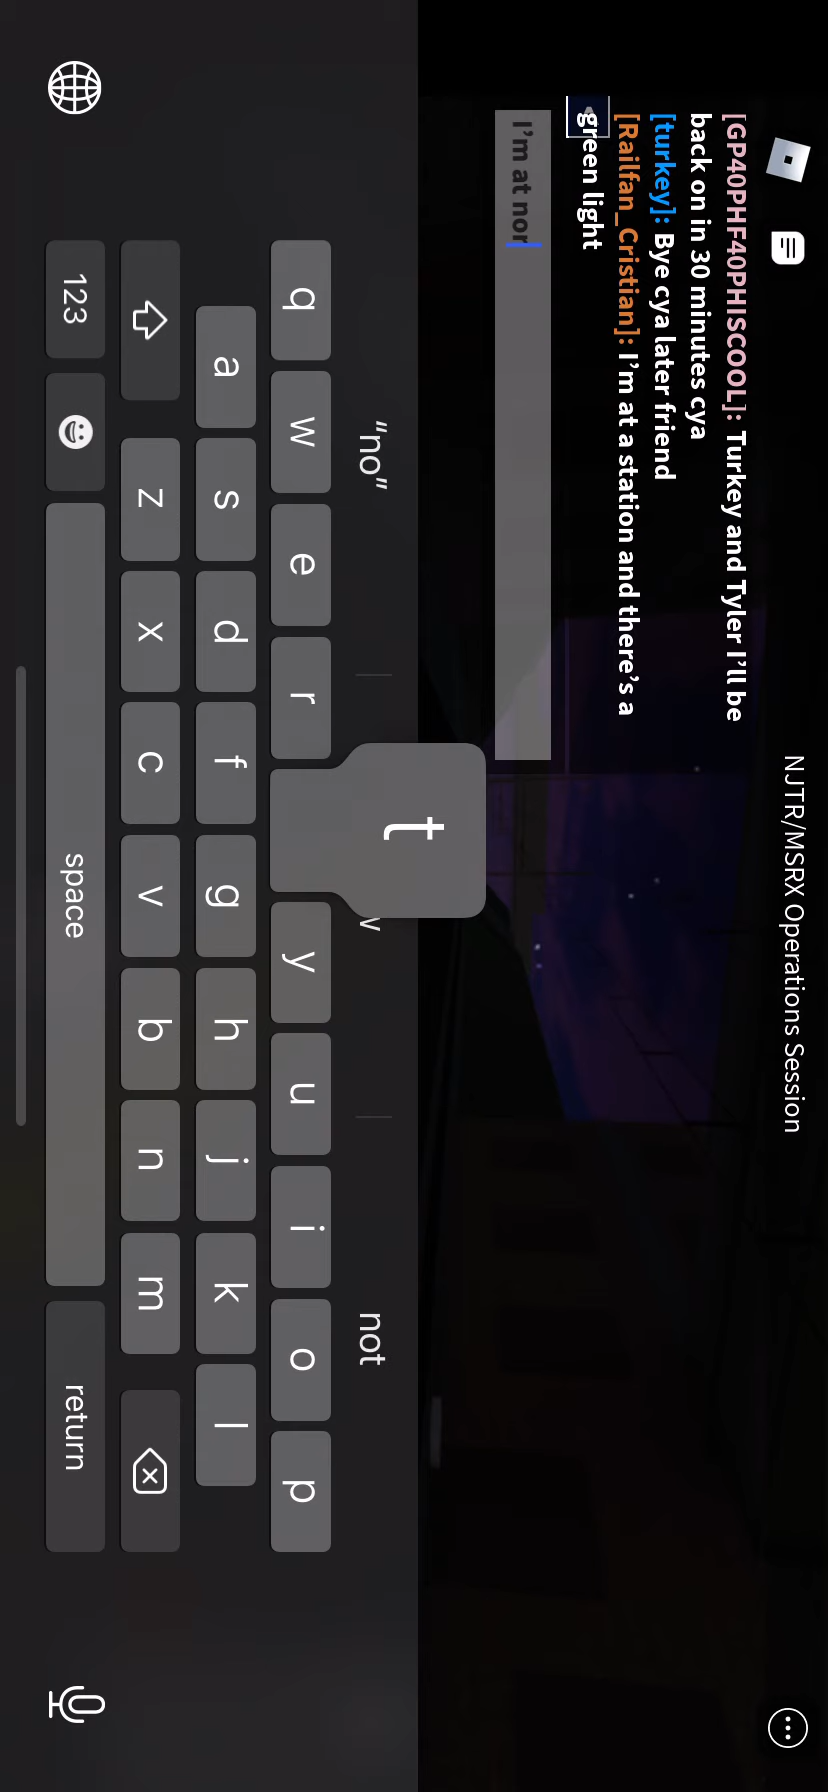 NJTR/MSRX Operations Session
[GP40PHF40PHISCOOL]: Turkey and Tyler I'll be
back on in 30 minutes cya
[turkey]: Bye cya later friend
[Railfan_Cristian]: I'm at a station and there's a
green light
I'm at nor
"no"
w
not
q w e r t y u i o p
a s d f g h j k l
z x c v b n m
123 space return